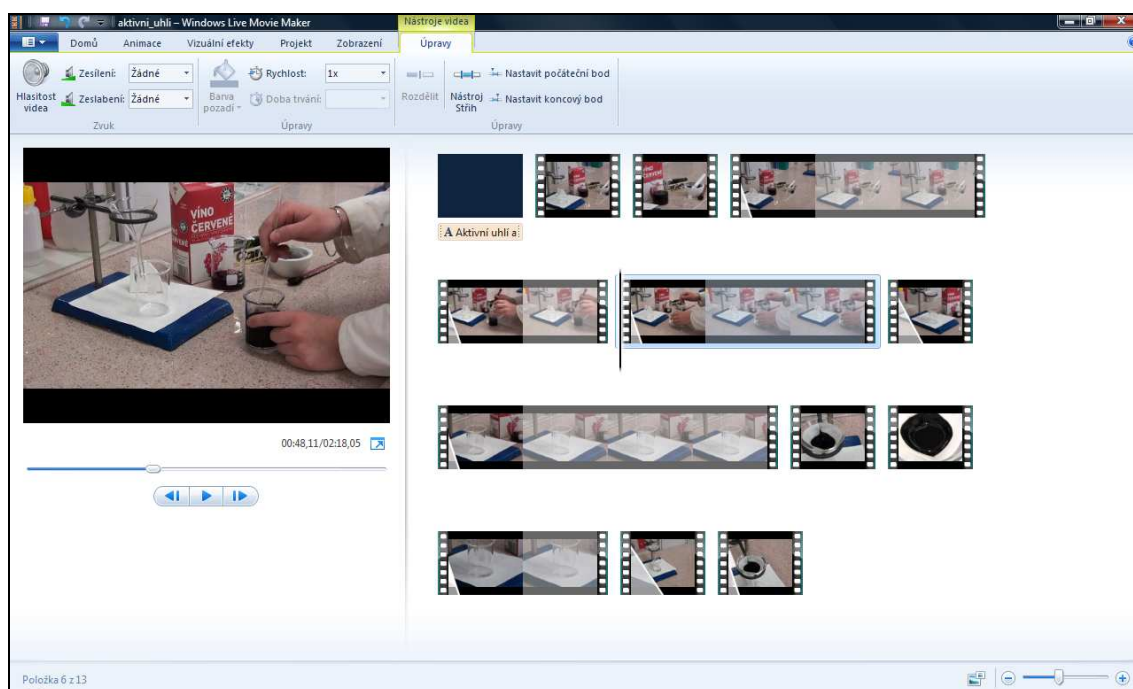 aktivni_uhli – Windows Live Movie Maker
Nástroje videa
Domů Animace Vizuální efekty Projekt Zobrazení Úpravy
Hlasitost videa
Zesílení: Žádné
Zeslabení: Žádné
Zvuk
Barva pozadí
Rychlost: 1x
Doba trvání:
Úpravy
Rozdělit
Nástroj Střih
Nastavit počáteční bod
Nastavit koncový bod
Úpravy
VÍNO
ČERVENÉ
00:48,11/02:18,05
A Aktivní uhlí a
Položka 6 z 13